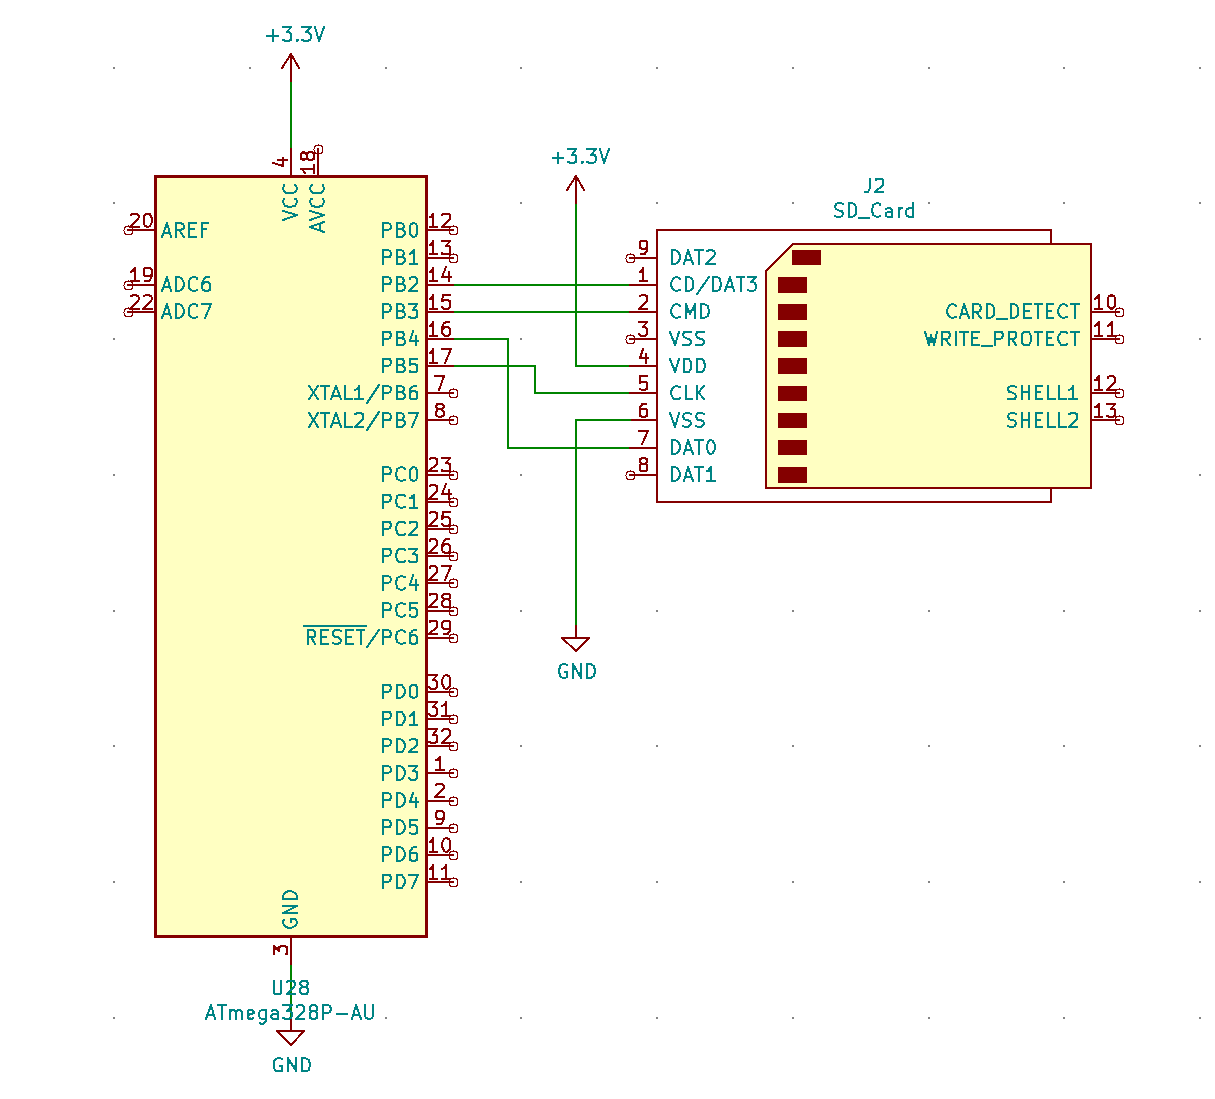 +3.3V
4
VCC
18
AVCC
20
AREF
19
ADC6
22
ADC7
PB0
12
PB1
13
PB2
14
PB3
15
PB4
16
PB5
17
XTAL1/PB6
7
XTAL2/PB7
8
PC0
23
PC1
24
PC2
25
PC3
26
PC4
27
PC5
28
RESET/PC6
29
PD0
30
PD1
31
PD2
32
PD3
1
PD4
2
PD5
9
PD6
10
PD7
11
GND
3
U28
ATmega328P-AU
GND
+3.3V
GND
J2
SD_Card
9
DAT2
1
CD/DAT3
2
CMD
3
VSS
4
VDD
5
CLK
6
VSS
7
DAT0
8
DAT1
CARD_DETECT
10
WRITE_PROTECT
11
SHELL1
12
SHELL2
13